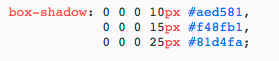 box-shadow: 0 0 0 10px #aed581,
0 0 0 15px #f48fb1,
0 0 0 25px #81d4fa;